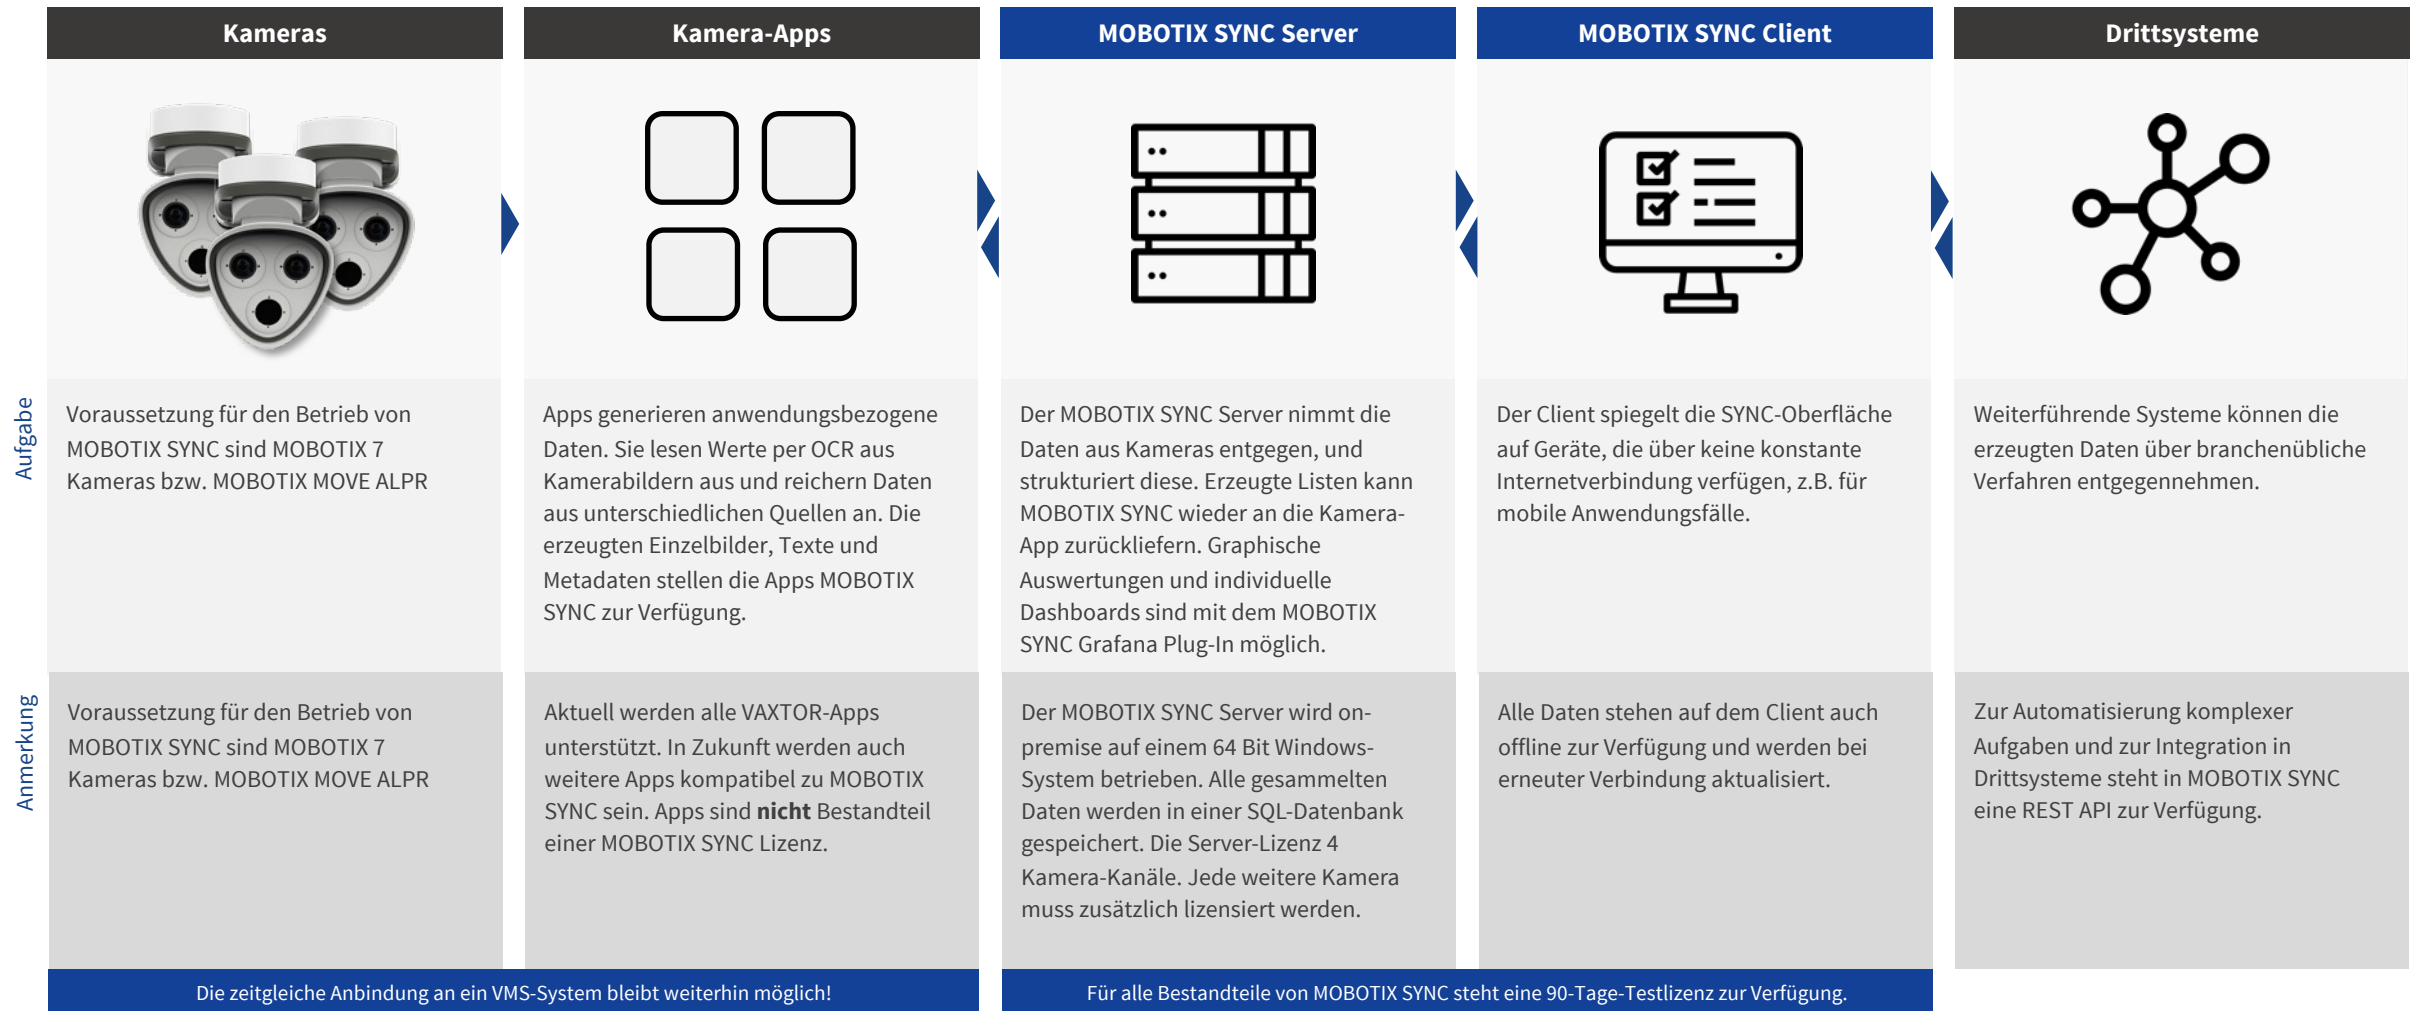 Kameras
Kamera-Apps
MOBOTIX SYNC Server
MOBOTIX SYNC Client
Drittsysteme
Aufgabe
Voraussetzung für den Betrieb von
MOBOTIX SYNC sind MOBOTIX 7
Kameras bzw. MOBOTIX MOVE ALPR
Apps generieren anwendungsbezogene
Daten. Sie lesen Werte per OCR aus
Kamerabildern aus und reichern Daten
aus unterschiedlichen Quellen an. Die
erzeugten Einzelbilder, Texte und
Metadaten stellen die Apps MOBOTIX
SYNC zur Verfügung.
Der MOBOTIX SYNC Server nimmt die
Daten aus Kameras entgegen, und
strukturiert diese. Erzeugte Listen kann
MOBOTIX SYNC wieder an die Kamera-
App zurückliefern. Graphische
Auswertungen und individuelle
Dashboards sind mit dem MOBOTIX
SYNC Grafana Plug-In möglich.
Der Client spiegelt die SYNC-Oberfläche
auf Geräte, die über keine konstante
Internetverbindung verfügen, z.B. für
mobile Anwendungsfälle.
Weiterführende Systeme können die
erzeugten Daten über branchenübliche
Verfahren entgegennehmen.
Anmerkung
Voraussetzung für den Betrieb von
MOBOTIX SYNC sind MOBOTIX 7
Kameras bzw. MOBOTIX MOVE ALPR
Aktuell werden alle VAXTOR-Apps
unterstützt. In Zukunft werden auch
weitere Apps kompatibel zu MOBOTIX
SYNC sein. Apps sind nicht Bestandteil
einer MOBOTIX SYNC Lizenz.
Der MOBOTIX SYNC Server wird on-
premise auf einem 64 Bit Windows-
System betrieben. Alle gesammelten
Daten werden in einer SQL-Datenbank
gespeichert. Die Server-Lizenz 4
Kamera-Kanäle. Jede weitere Kamera
muss zusätzlich lizensiert werden.
Alle Daten stehen auf dem Client auch
offline zur Verfügung und werden bei
erneuter Verbindung aktualisiert.
Zur Automatisierung komplexer
Aufgaben und zur Integration in
Drittsysteme steht in MOBOTIX SYNC
eine REST API zur Verfügung.
Die zeitgleiche Anbindung an ein VMS-System bleibt weiterhin möglich!
Für alle Bestandteile von MOBOTIX SYNC steht eine 90-Tage-Testlizenz zur Verfügung.